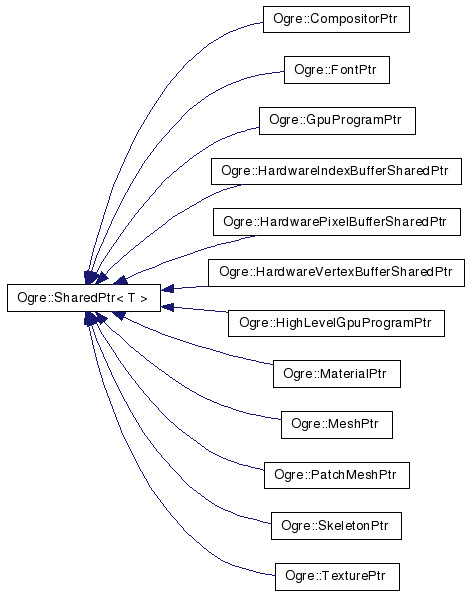 Ogre::CompositorPtr
Ogre::FontPtr
Ogre::GpuProgramPtr
Ogre::HardwareIndexBufferSharedPtr
Ogre::HardwarePixelBufferSharedPtr
Ogre::HardwareVertexBufferSharedPtr
Ogre::SharedPtr< T >
Ogre::HighLevelGpuProgramPtr
Ogre::MaterialPtr
Ogre::MeshPtr
Ogre::PatchMeshPtr
Ogre::SkeletonPtr
Ogre::TexturePtr